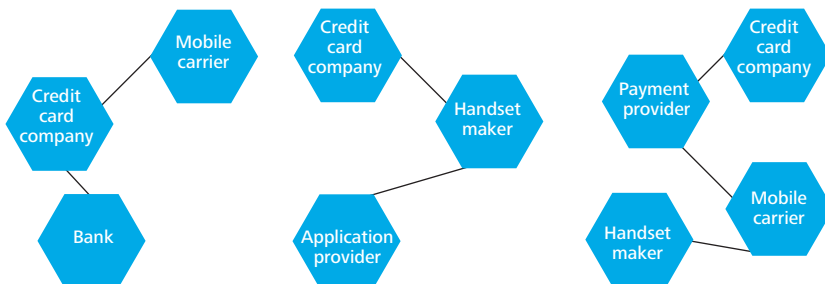 Mobile
carrier
Credit
card
company
Bank
Credit
card
company
Handset
maker
Application
provider
Credit
card
company
Payment
provider
Mobile
carrier
Handset
maker